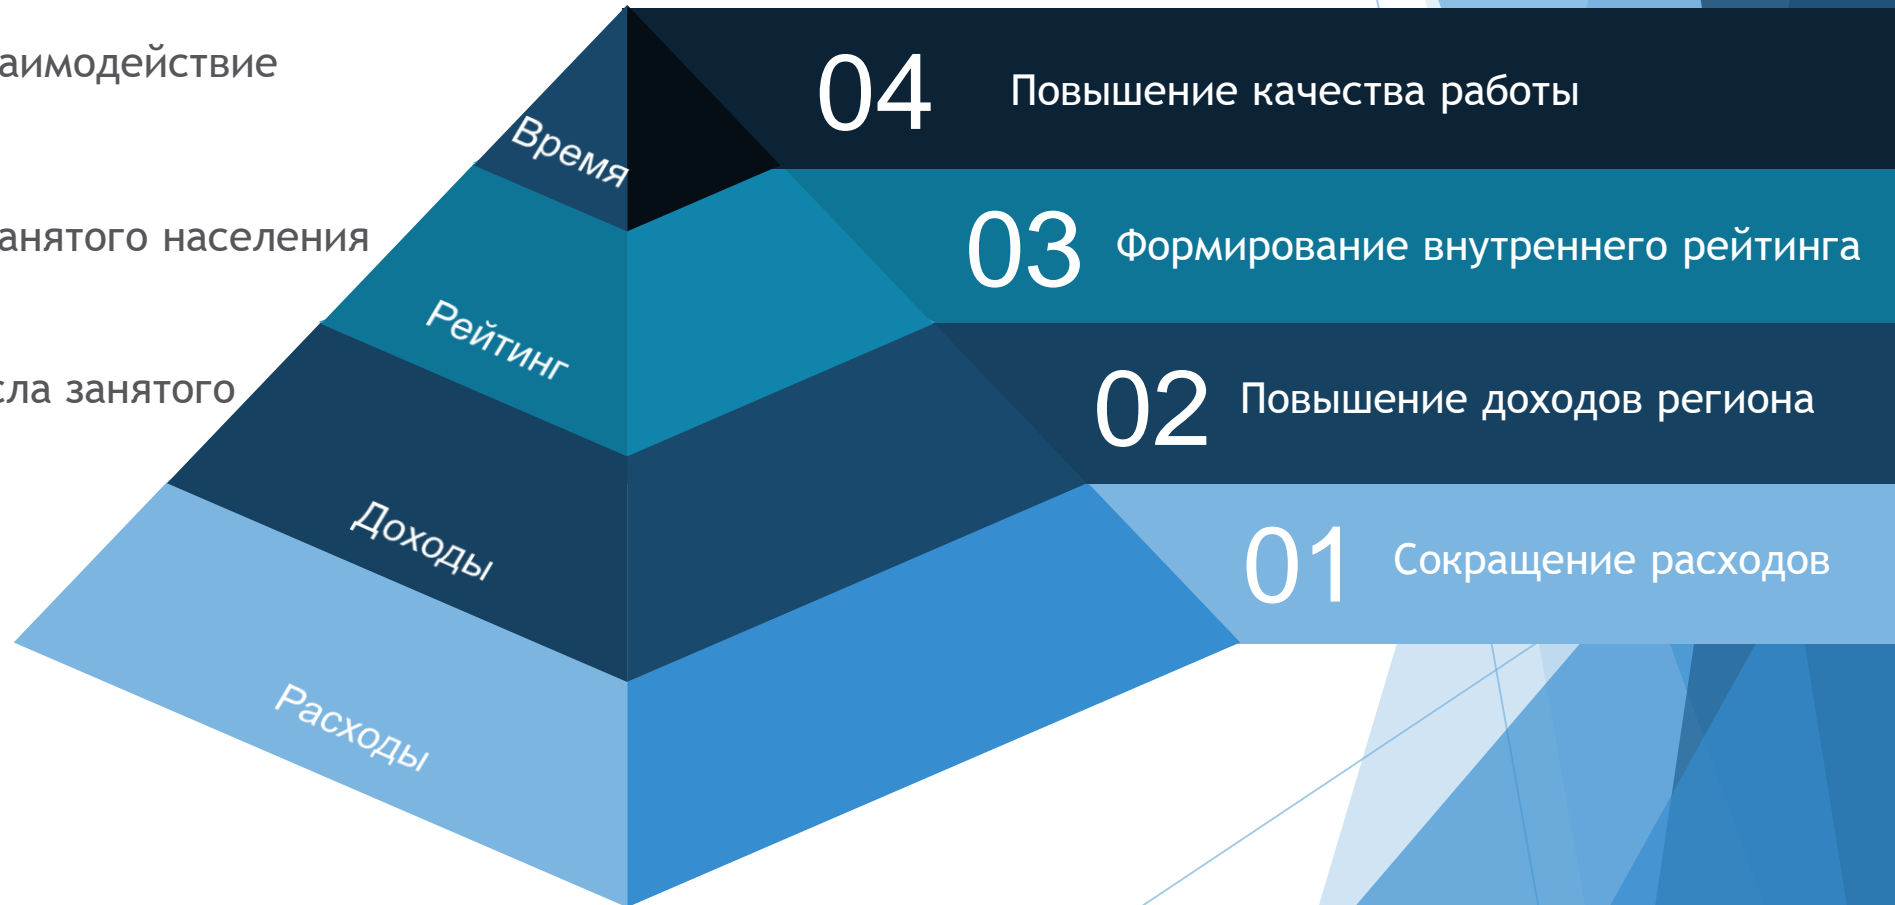 аимодействие
04 Повышение качества работы
Время
анятого населения
03 Формирование внутреннего рейтинга
Рейтинг
сла занятого
02 Повышение доходов региона
Доходы
01 Сокращение расходов
Расходы